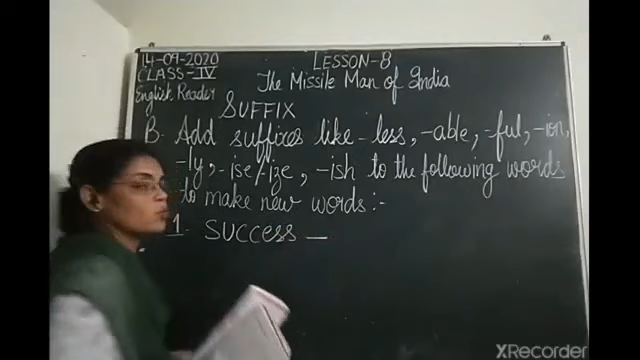 14-09-2020
CLASS-IV
English Reader
LESSON-8
The Missile Man of India
SUFFIX
B. Add suffixes like -less, -able, -ful, -ion,
-ly, -ise/-ize, -ish to the following words
to make new words:-
1. SUCCESS —
XRecorder